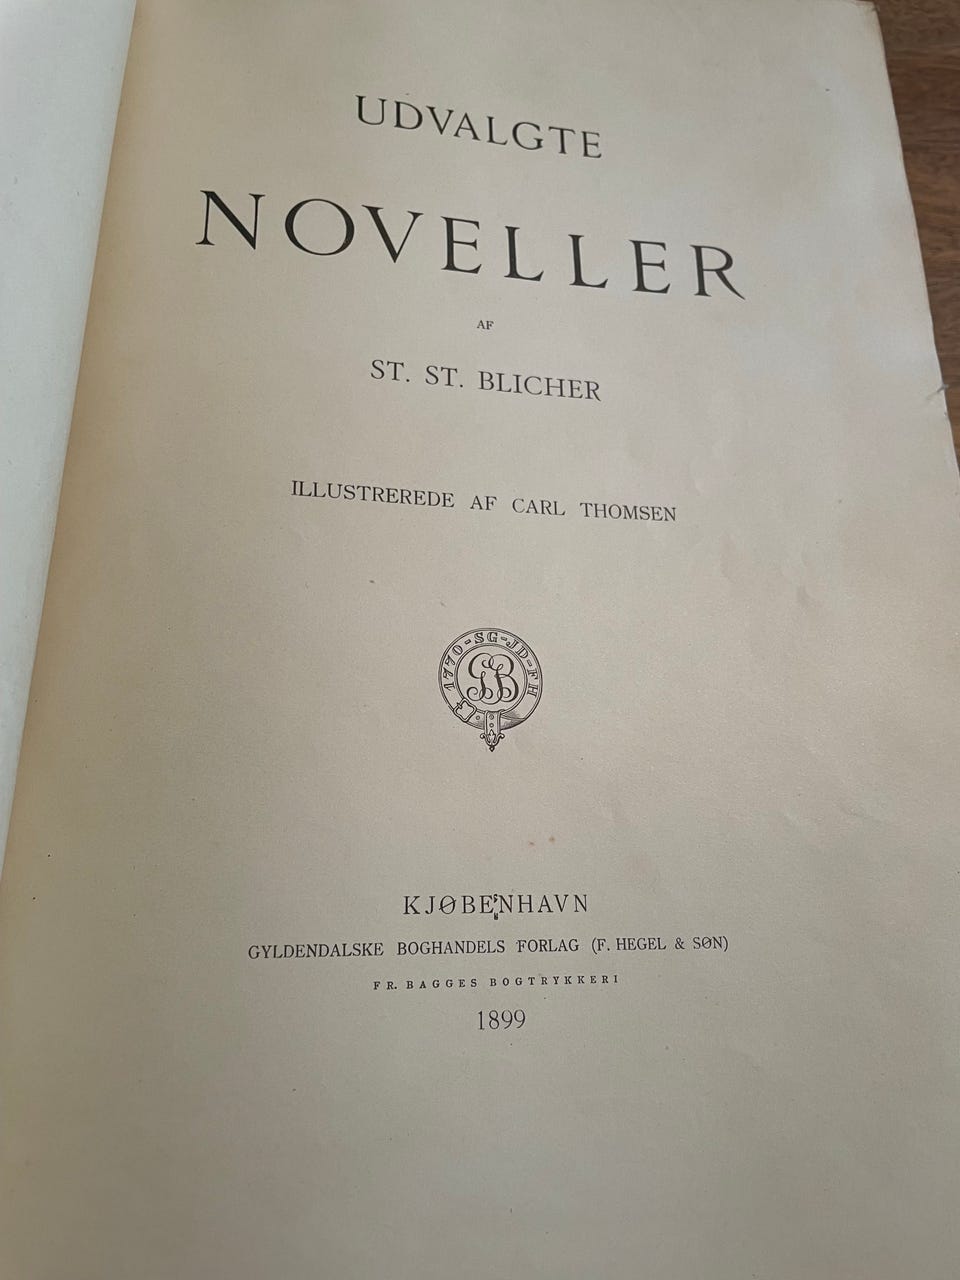 UDVALGTE
NOVELLER
AF
ST. ST. BLICHER
ILLUSTREREDE AF CARL THOMSEN
1770-SG-JD-FH
GB
KJØBENHAVN
GYLDENDALSKE BOGHANDELS FORLAG (F. HEGEL & SØN)
FR. BAGGES BOGTRYKKERI
1899